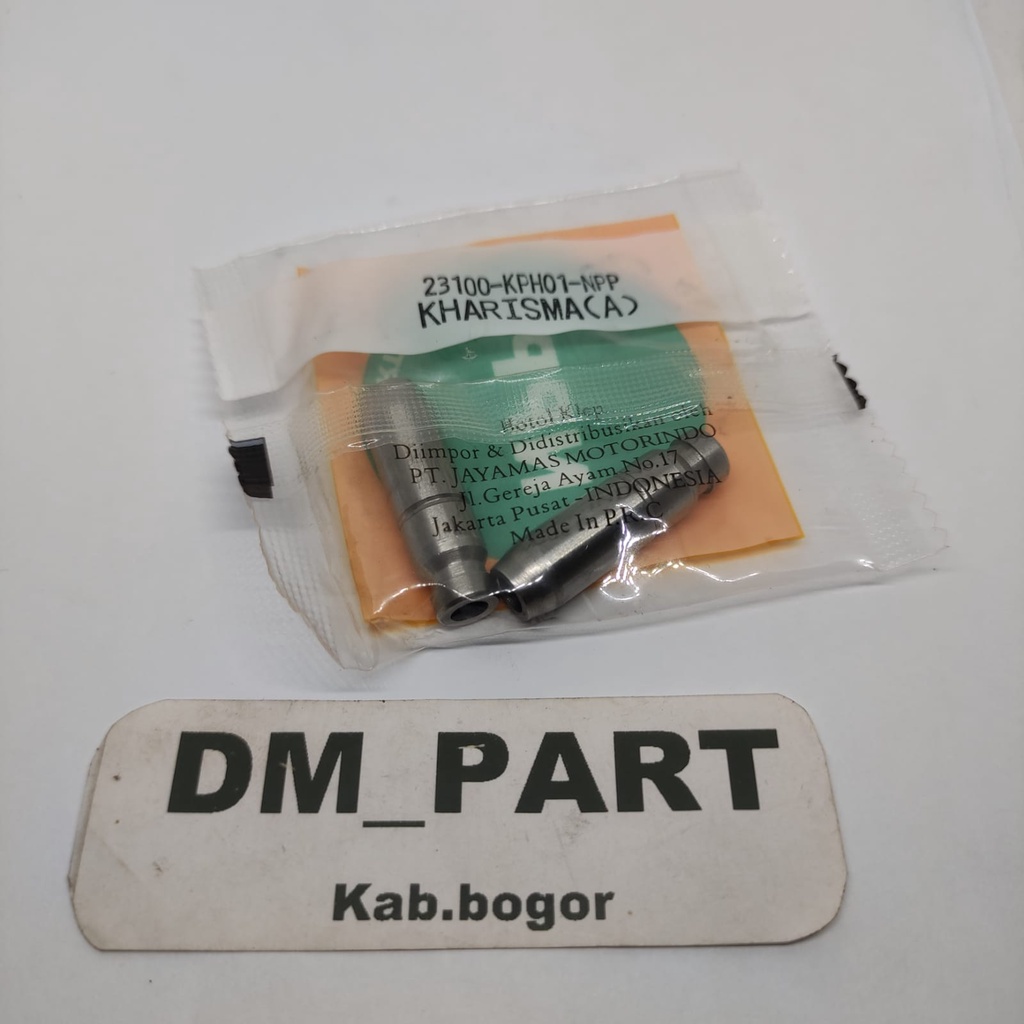 23100-KPH01-NPP
KHARISMA(A)
Botol Klep
Diimpor & Didistribusikan oleh
PT. JAYAMAS MOTORINDO
Jl.Gereja Ayam No.17
Jakarta Pusat -INDONESIA
Made In P.R.C
DM_PART
Kab.bogor